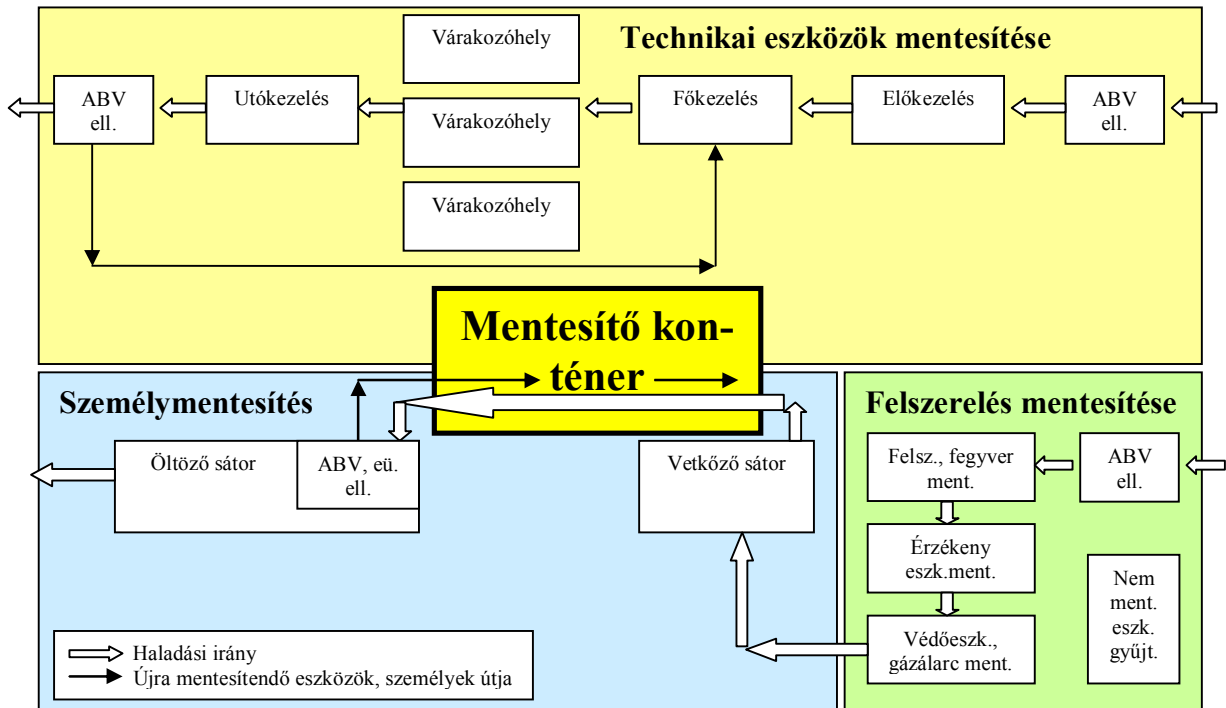 Technikai eszközök mentesítése
Várakozóhely
ABV
ell.
Utókezelés
Várakozóhely
Főkezelés
Előkezelés
ABV
ell.
Várakozóhely
Mentesítő kon-
téner
Személymentesítés
Öltöző sátor
ABV, eü.
ell.
Vetkőző sátor
Felszerelés mentesítése
Felsz., fegyver
ment.
ABV
ell.
Érzékeny
eszk.ment.
Nem
ment.
eszk.
gyűjt.
Védőeszk.,
gázálarc ment.
Haladási irány
Újra mentesítendő eszközök, személyek útja